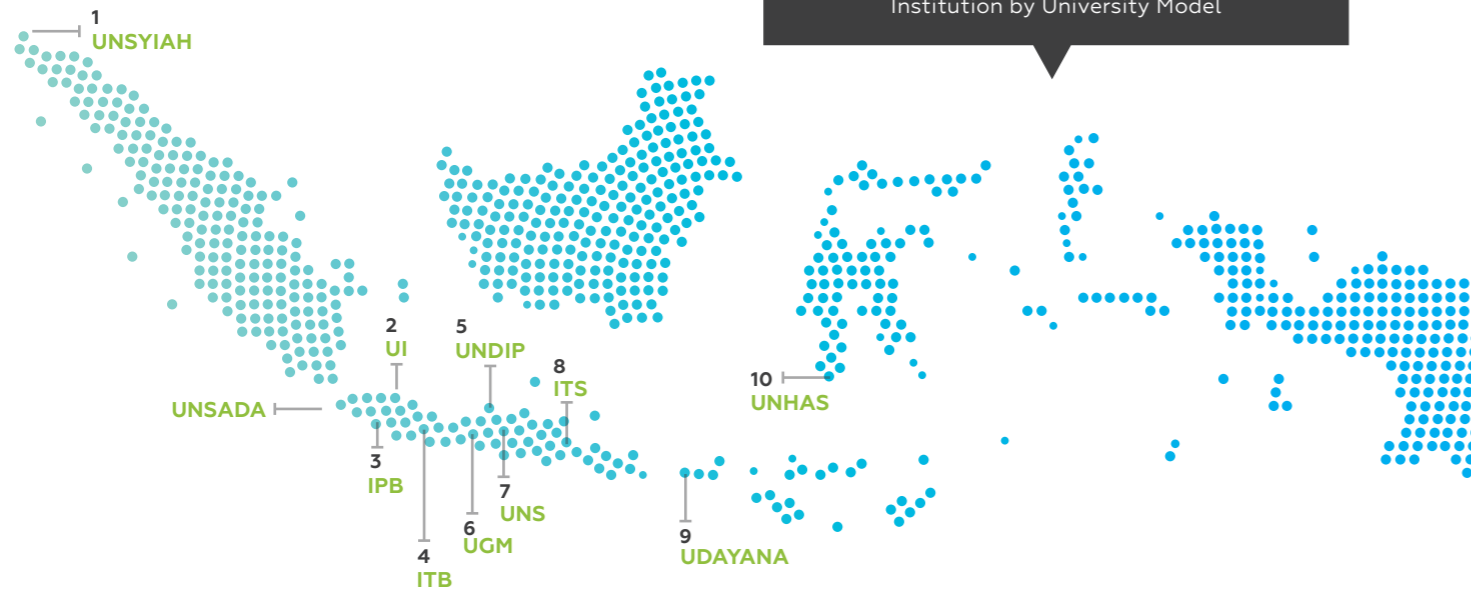 Institution by University Model
1
UNSYIAH
2
UI
5
UNDIP
8
ITS
10
UNHAS
UNSADA
3
IPB
7
UNS
6
UGM
9
UDAYANA
4
ITB